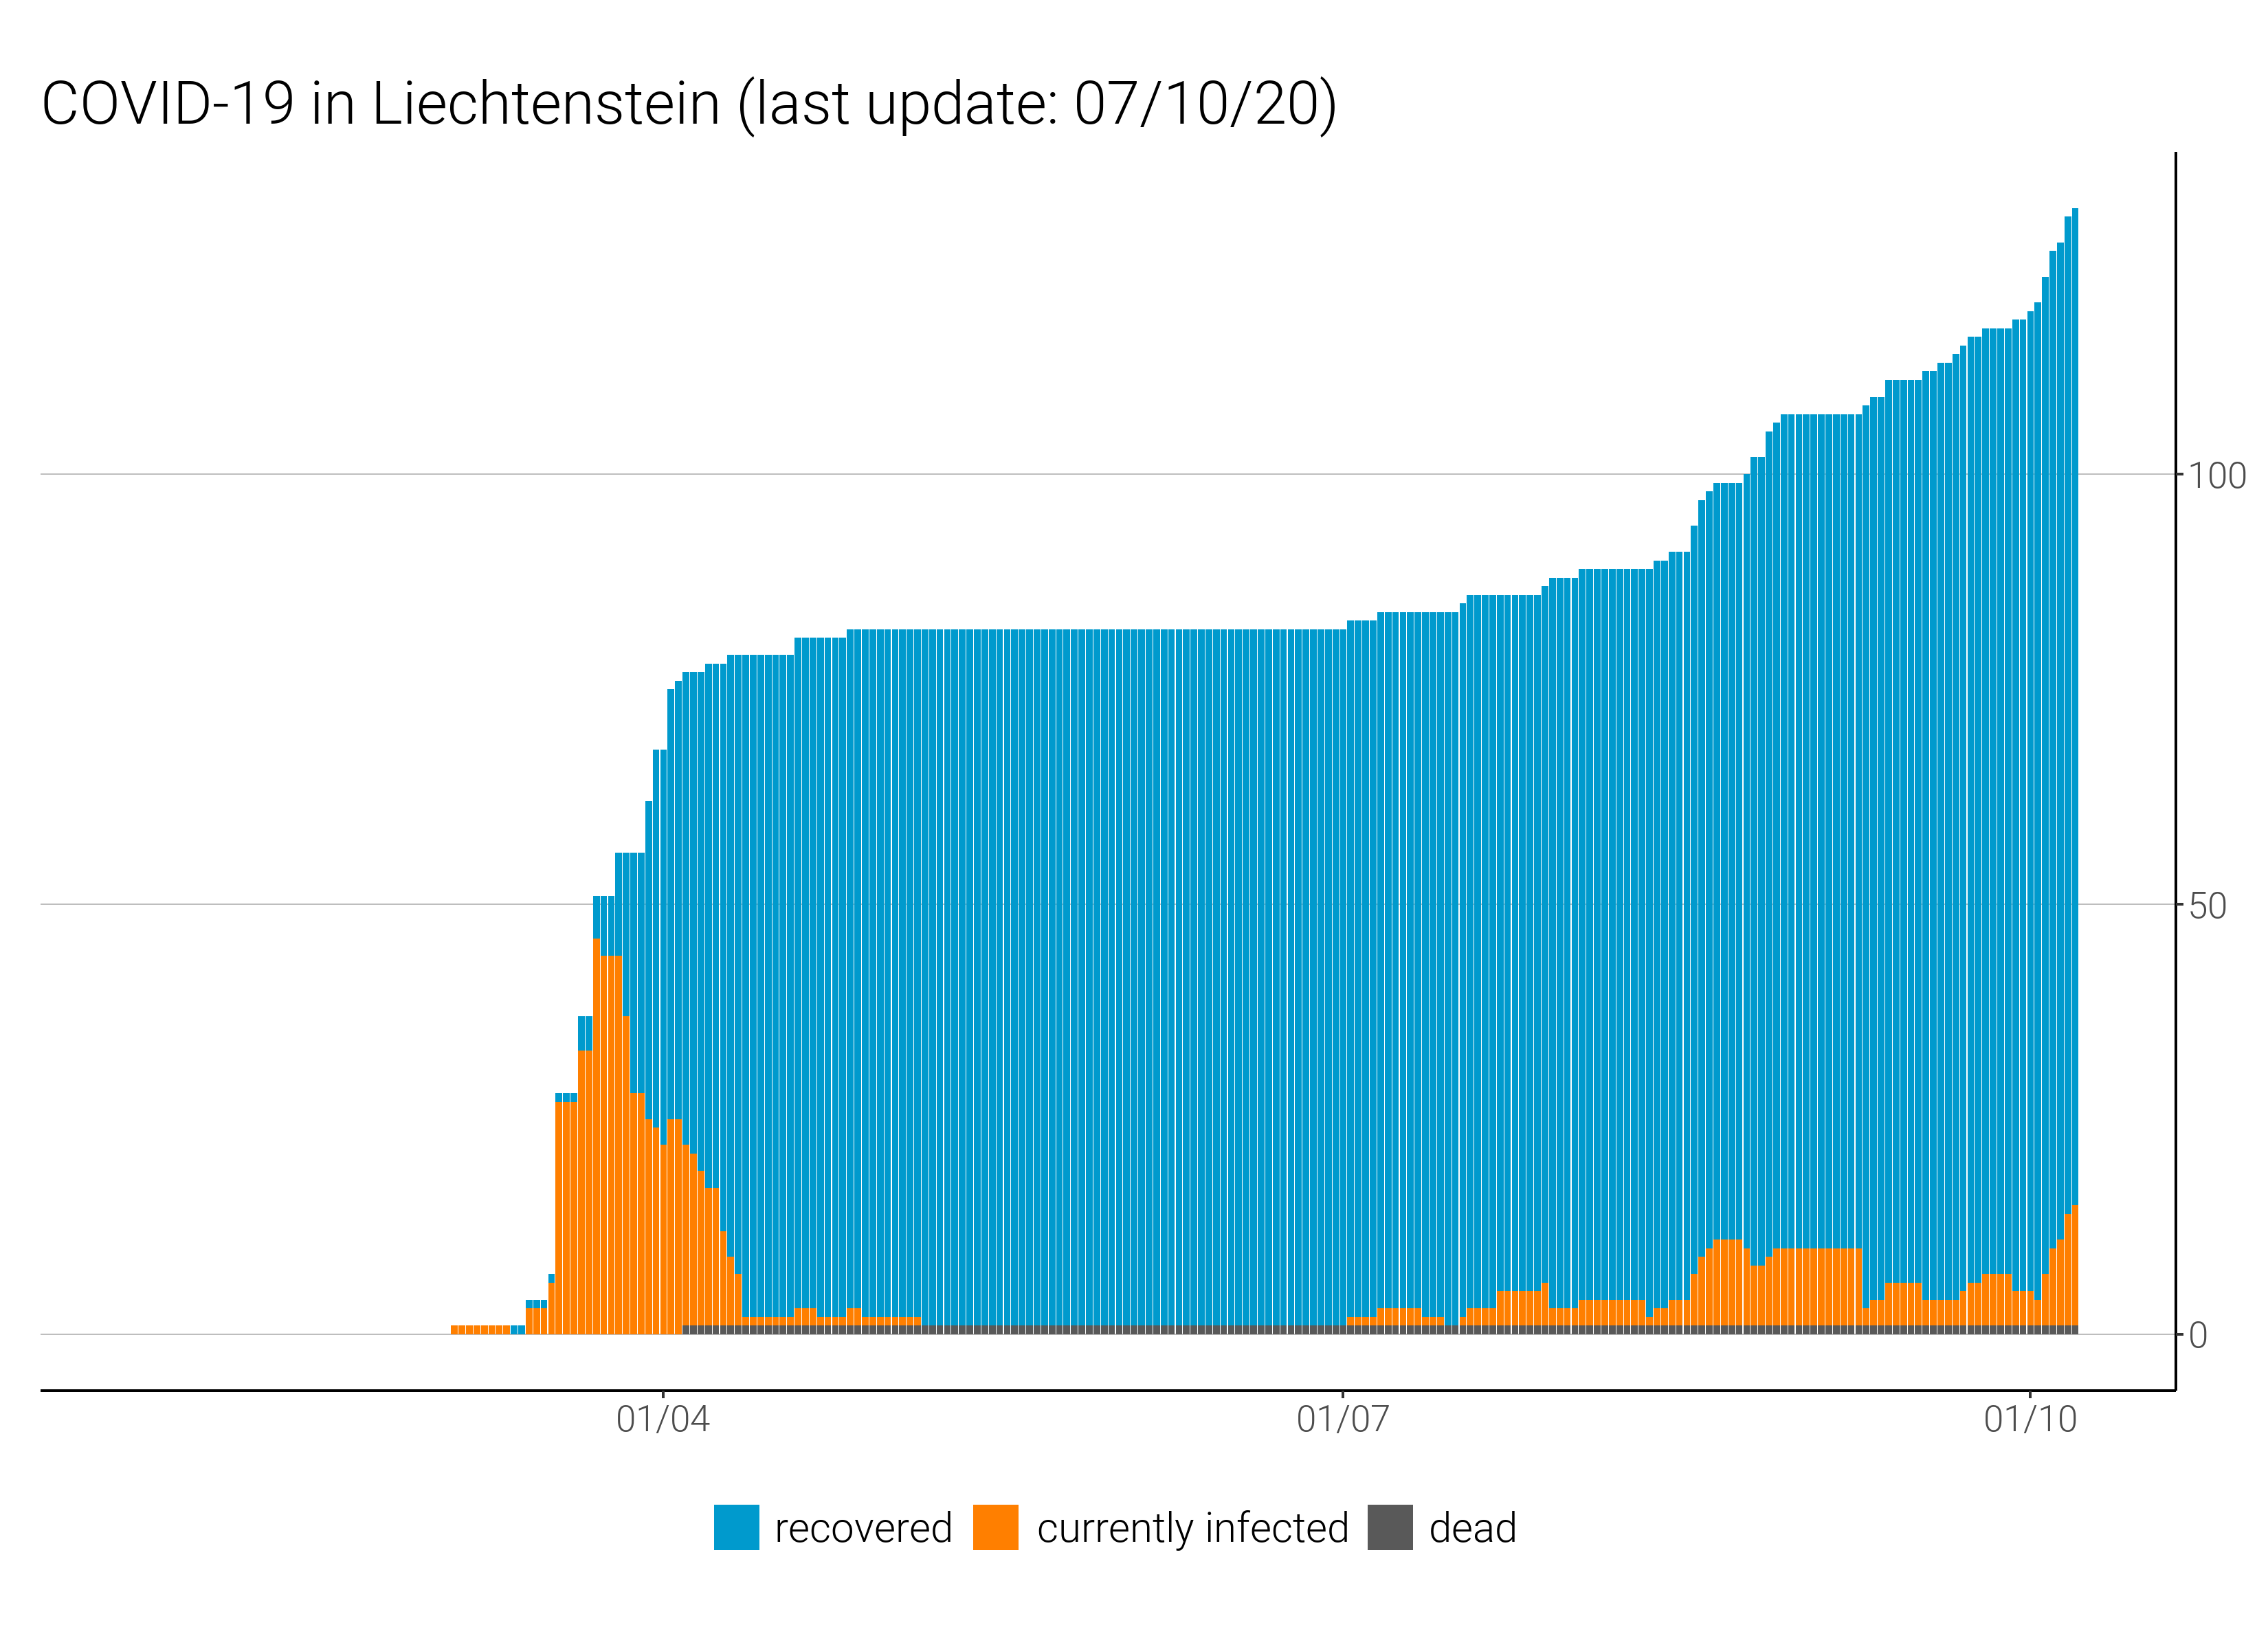 COVID-19 in Liechtenstein (last update: 07/10/20)
100
50
0
01/04 01/07 01/10
recovered currently infected dead